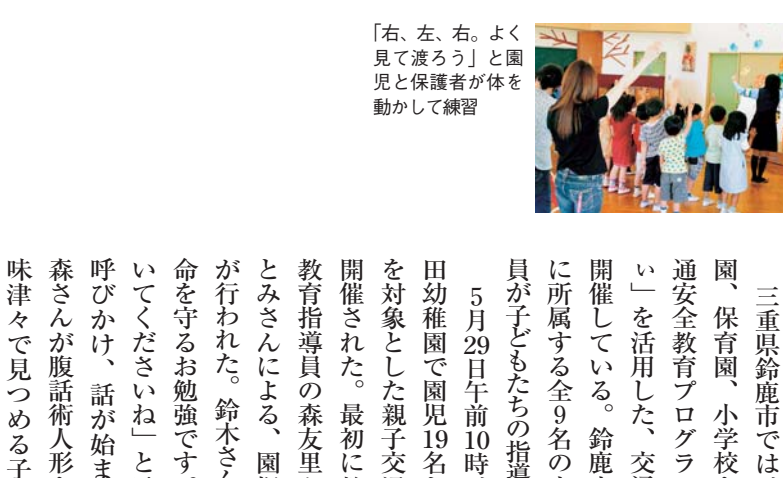 「右、左、右。よく
見て渡ろう」と園
児と保護者が体を
動かして練習
三重県鈴鹿市では
園、保育園、小学校
通安全教育プログラ
い」を活用した、交
開催している。鈴鹿
に所属する全9名の
員が子どもたちの指導
5月29日午前10時
田幼稚園で園児19名
を対象とした親子交
開催された。最初に
教育指導員の森友里
とみさんによる、園
が行われた。鈴木さん
命を守るお勉強です
いてくださいね」と
呼びかけ、話が始ま
森さんが腹話術人形
味津々で見つめる子